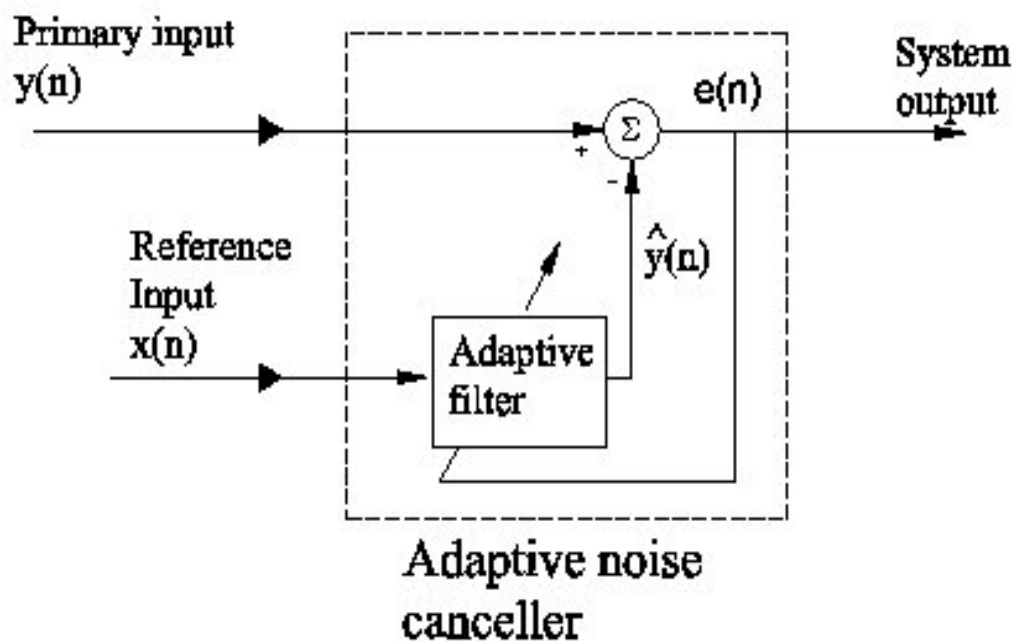 Primary input
y(n)
System
output
e(n)
Σ
+
-
ŷ(n)
Reference
Input
x(n)
Adaptive
filter
Adaptive noise
canceller